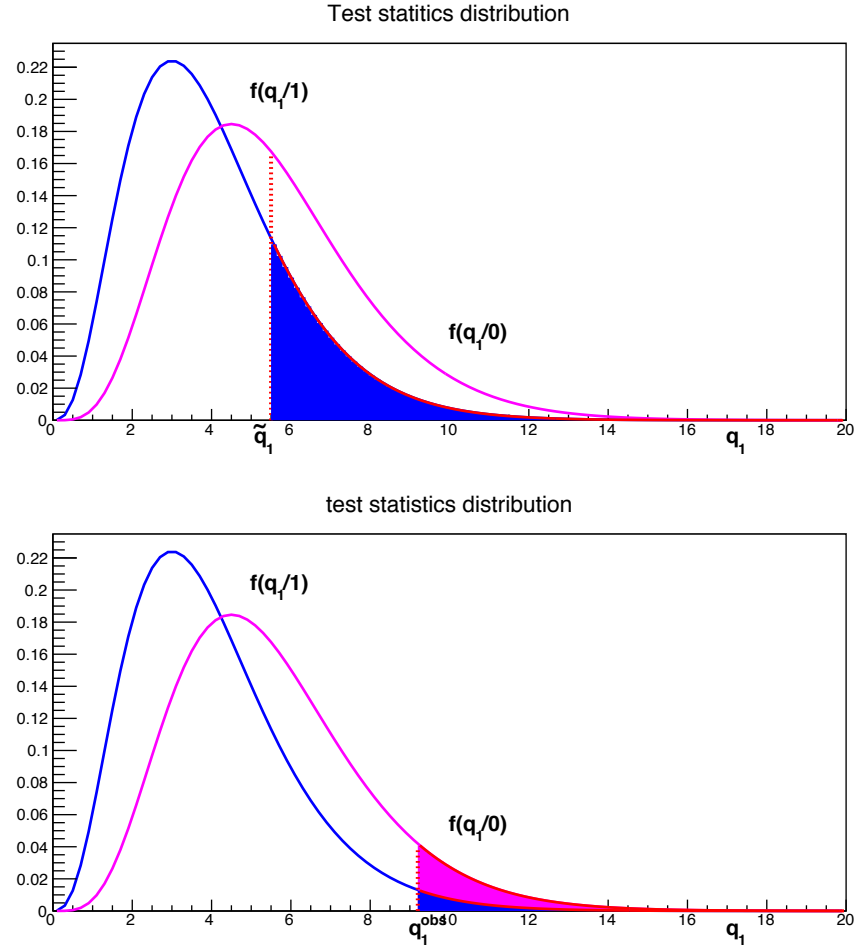 Test statitics distribution
0.22
0.2
0.18
0.16
0.14
0.12
0.1
0.08
0.06
0.04
0.02
0
f(q₁/1)
f(q₁/0)
0 2 4 6 8 10 12 14 16 18 20
q̃₁ q₁
test statistics distribution
0.22
0.2
0.18
0.16
0.14
0.12
0.1
0.08
0.06
0.04
0.02
0
f(q₁/1)
f(q₁/0)
0 2 4 6 8 10 12 14 16 18 20
q₁ᵒᵇˢ q₁